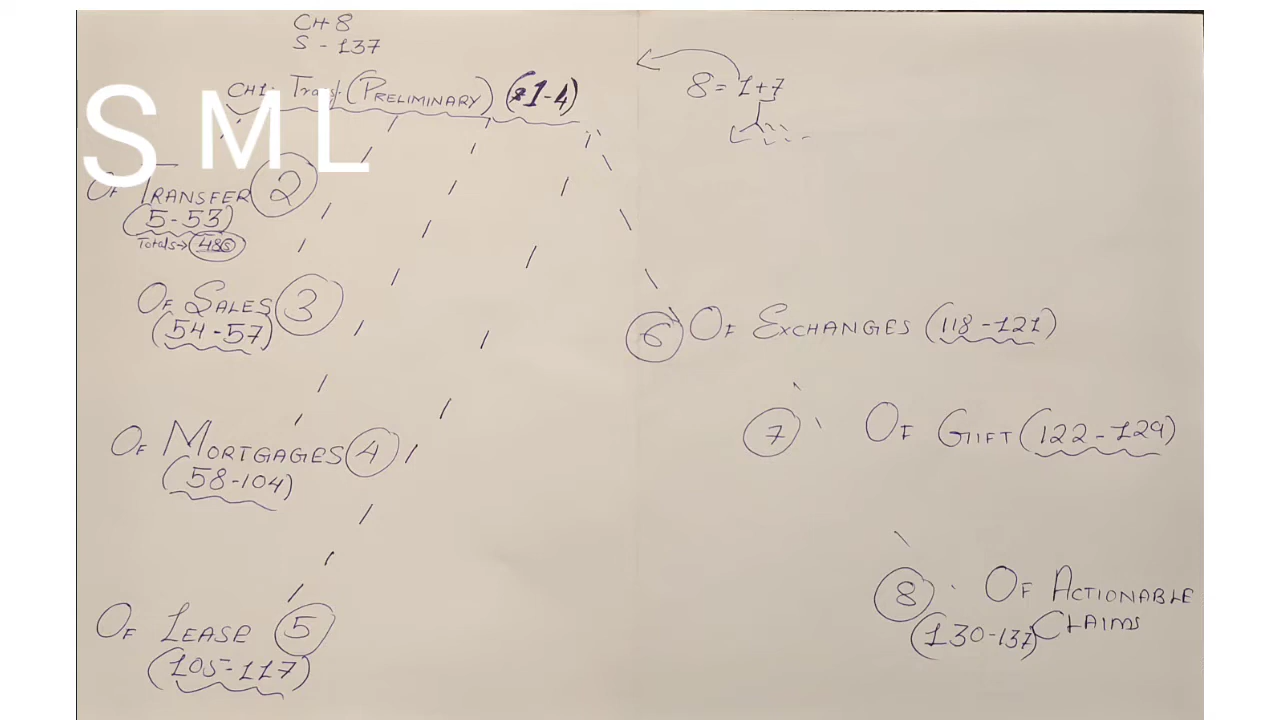 CH 8
S - 137
CH1: Transf. (PRELIMINARY) (1-4)
8 = 1+7
SML
OF TRANSFER 2
(5-53)
Totals→ 48S
OF SALES 3
(54-57)
OF MORTGAGES 4
(58-104)
OF LEASE 5
(105-117)
6 OF EXCHANGES (118-121)
7 OF GIFT (122-129)
8 OF ACTIONABLE
CLAIMS
(130-137)